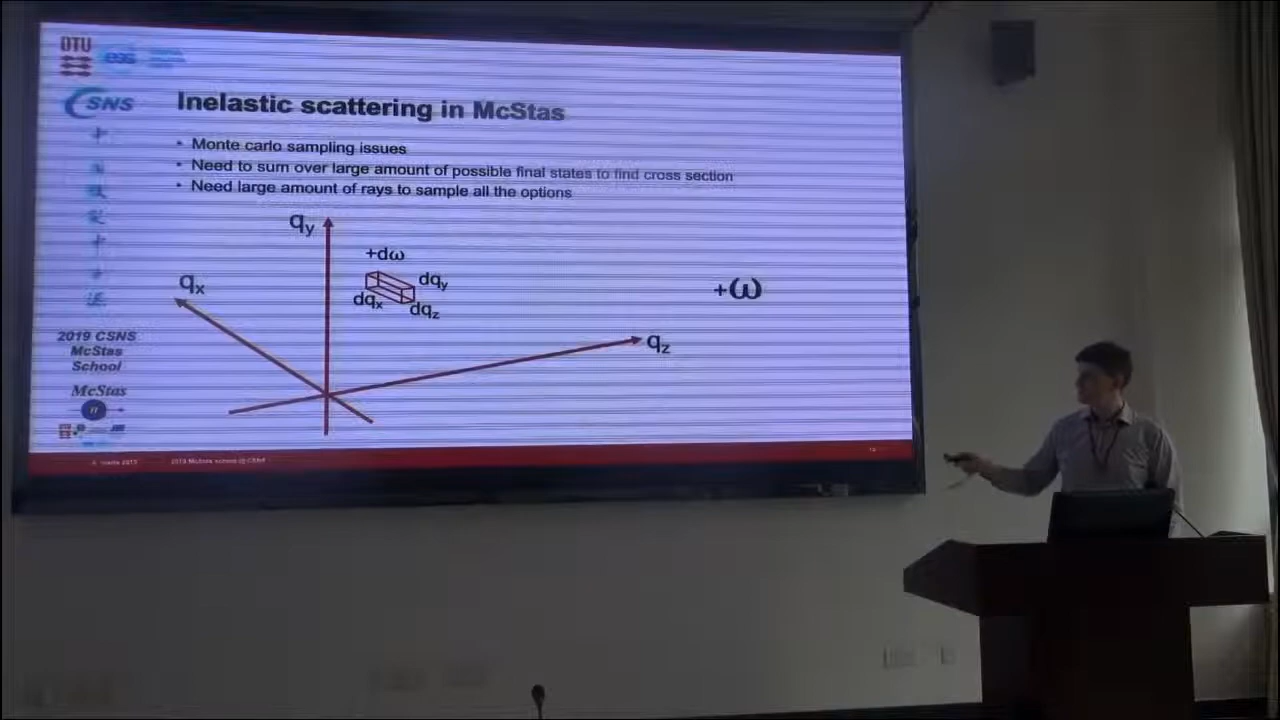 DTU
ess
CSNS
Inelastic scattering in McStas
• Monte carlo sampling issues
• Need to sum over large amount of possible final states to find cross section
• Need large amount of rays to sample all the options
qy
+dω
qx
dqy
dqx
dqz
+ω
qz
2019 CSNS
McStas
School
McStas
2019 McStas school @ CSNS